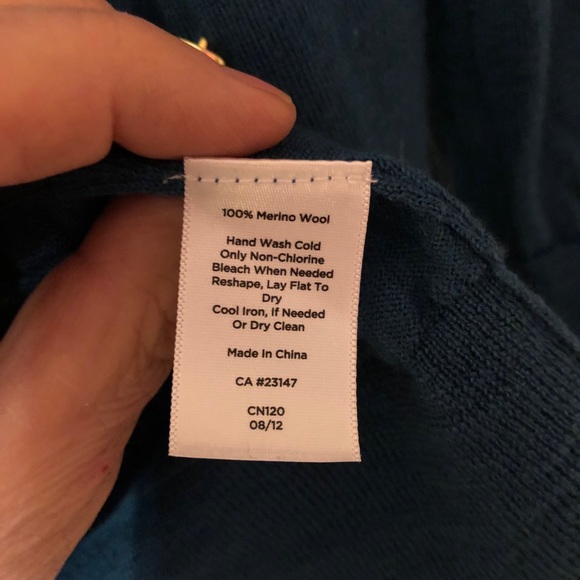 100% Merino Wool
Hand Wash Cold
Only Non-Chlorine
Bleach When Needed
Reshape, Lay Flat To
Dry
Cool Iron, If Needed
Or Dry Clean
Made In China
CA #23147
CN120
08/12